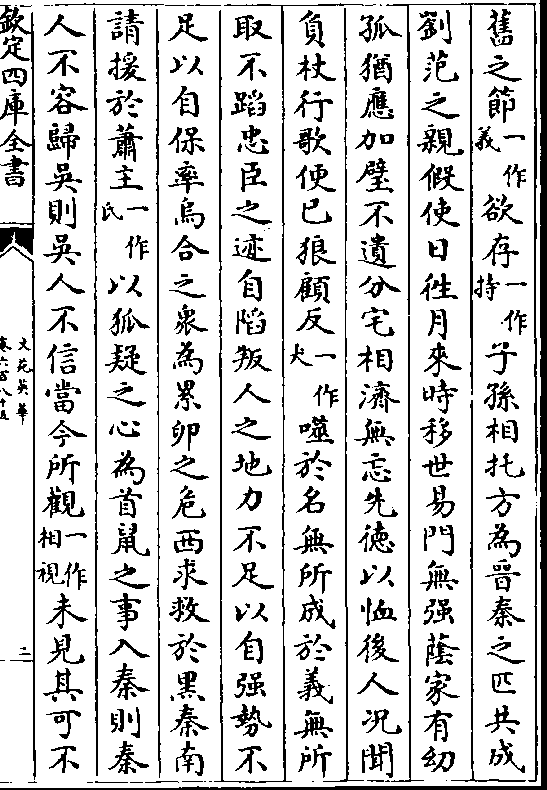 舊之節一作義欲存一作持子孫相托方為晉秦之匹共成
劉范之親假使日徃月來時移世易門無强蔭家有幼
孤猶應加璧不遺分宅相濟無忘先德以恤後人况聞
負杖行歌便已狼顧反一作犬噬於名無所成於義無所
取不蹈忠臣之迹自陷叛人之地力不足以自强勢不
足以自保率烏合之衆為累卵之危西求救於黑秦南
請援於蕭主一作氏以狐疑之心為首鼠之事入秦則秦
人不容歸吳則吳人不信當今所觀一作相視未見其可不
欽定四庫全書
文苑英華
卷六百八十五
二